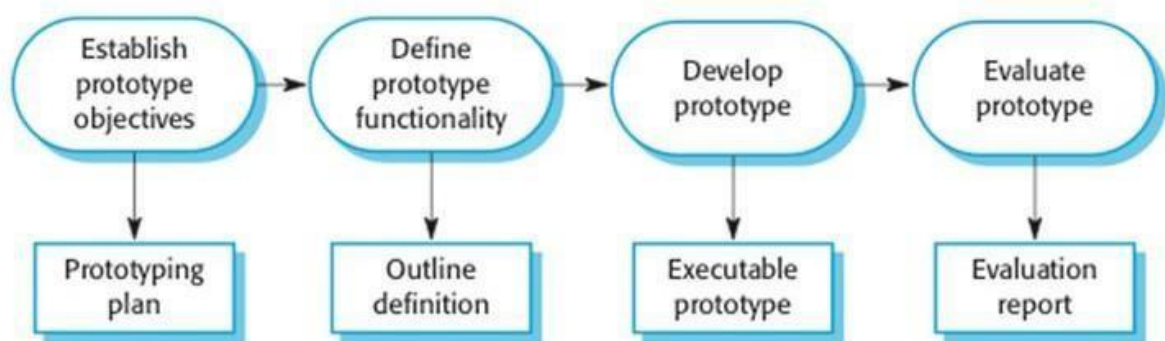 Establish
prototype
objectives
Define
prototype
functionality
Develop
prototype
Evaluate
prototype
Prototyping
plan
Outline
definition
Executable
prototype
Evaluation
report